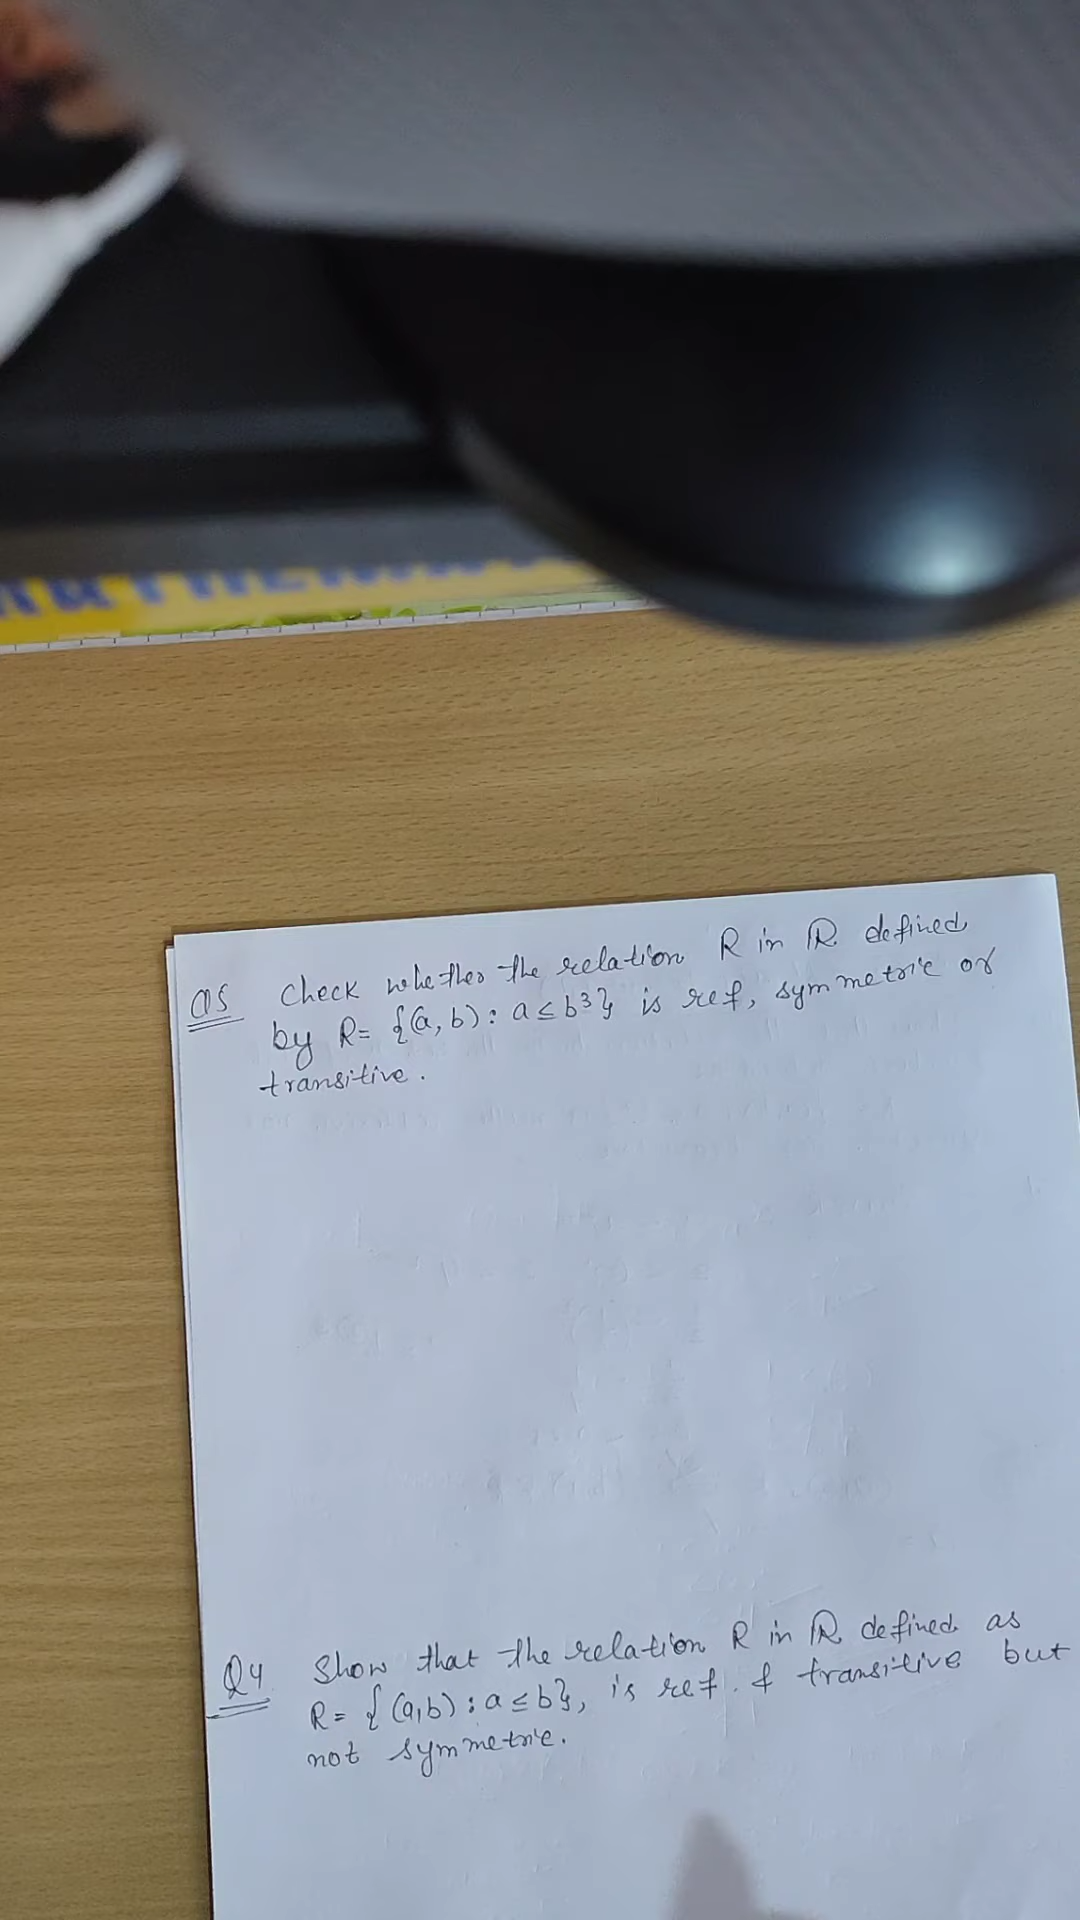 Q5 Check whether the relation R in ℝ defined
by R= {(a, b): a ≤ b3} is ref, symmetric or
transitive.
Q4 Show that the relation R in ℝ defined as
R= {(a,b): a ≤ b}, is ref. & transitive but
not symmetric.